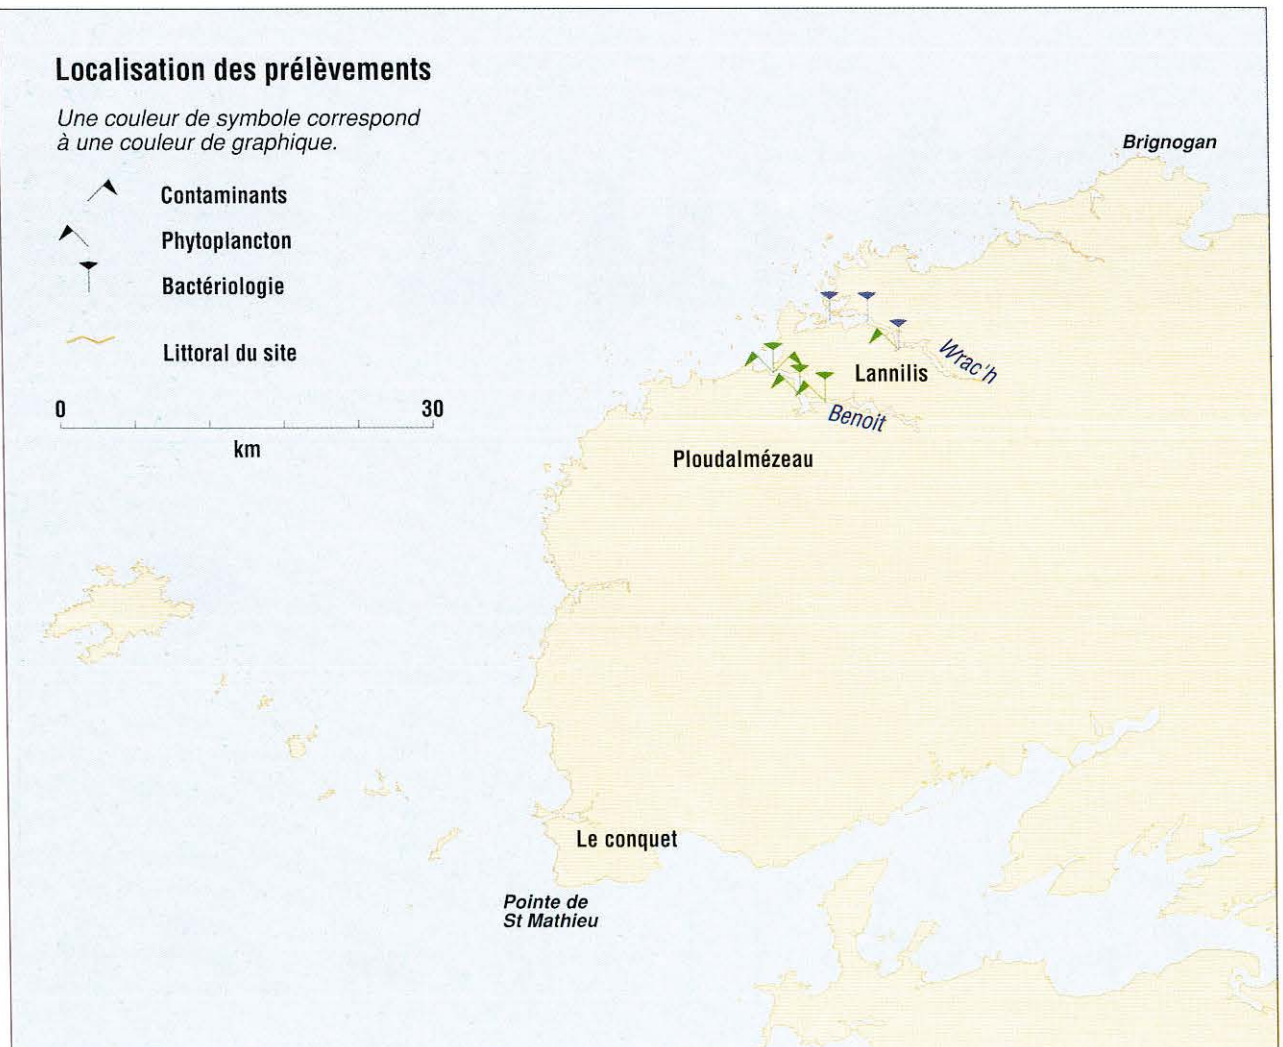 Localisation des prélèvements
Une couleur de symbole correspond
à une couleur de graphique.
Contaminants
Phytoplancton
Bactériologie
Littoral du site
0
30
km
Brignogan
Wrac'h
Lannilis
Benoit
Ploudalmézeau
Le conquet
Pointe de
St Mathieu